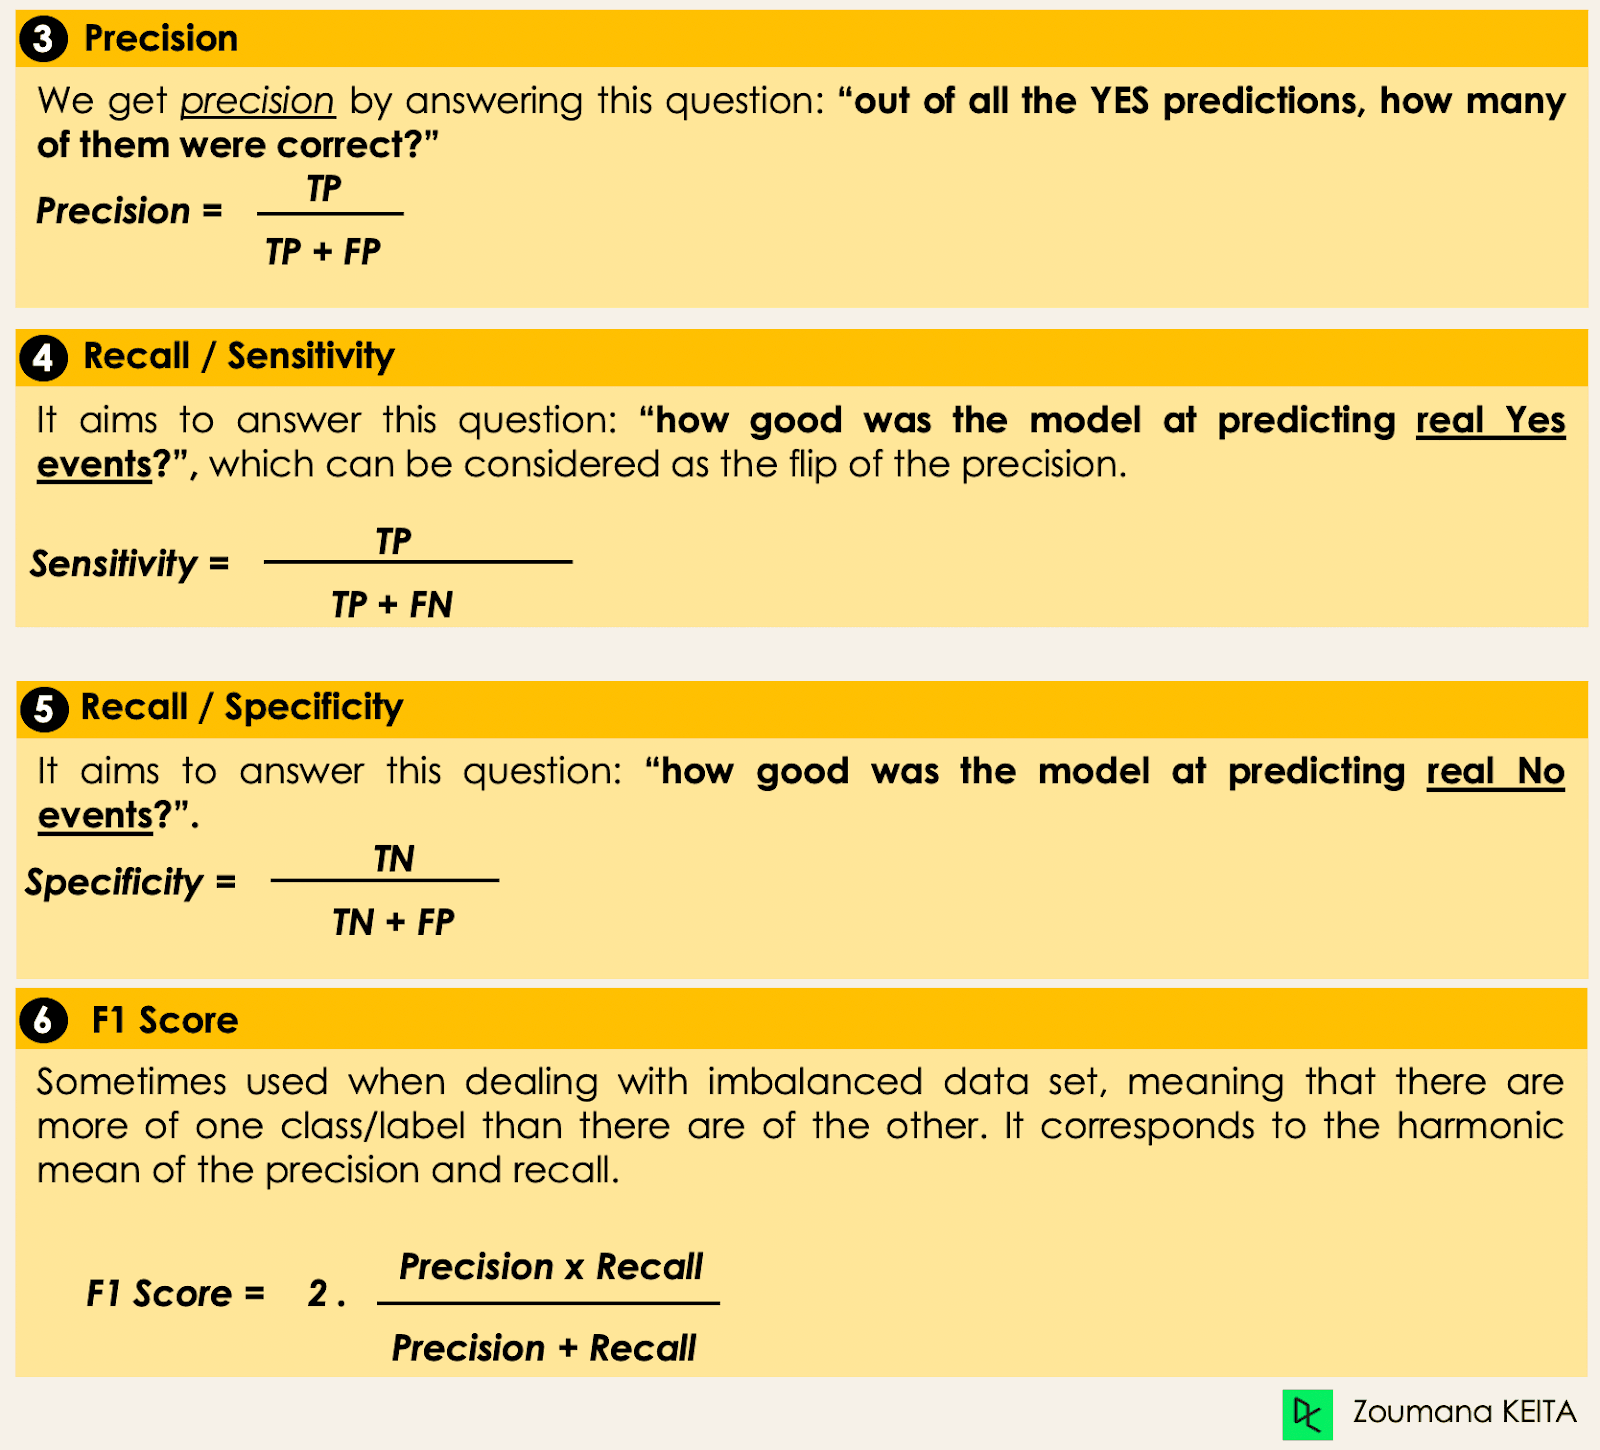 3 Precision
We get precision by answering this question: “out of all the YES predictions, how many
of them were correct?”
TP
Precision =
TP + FP
4 Recall / Sensitivity
It aims to answer this question: “how good was the model at predicting real Yes
events?”, which can be considered as the flip of the precision.
TP
Sensitivity =
TP + FN
5 Recall / Specificity
It aims to answer this question: “how good was the model at predicting real No
events?”.
TN
Specificity =
TN + FP
6 F1 Score
Sometimes used when dealing with imbalanced data set, meaning that there are
more of one class/label than there are of the other. It corresponds to the harmonic
mean of the precision and recall.
Precision x Recall
F1 Score = 2 .
Precision + Recall
Zoumana KEITA